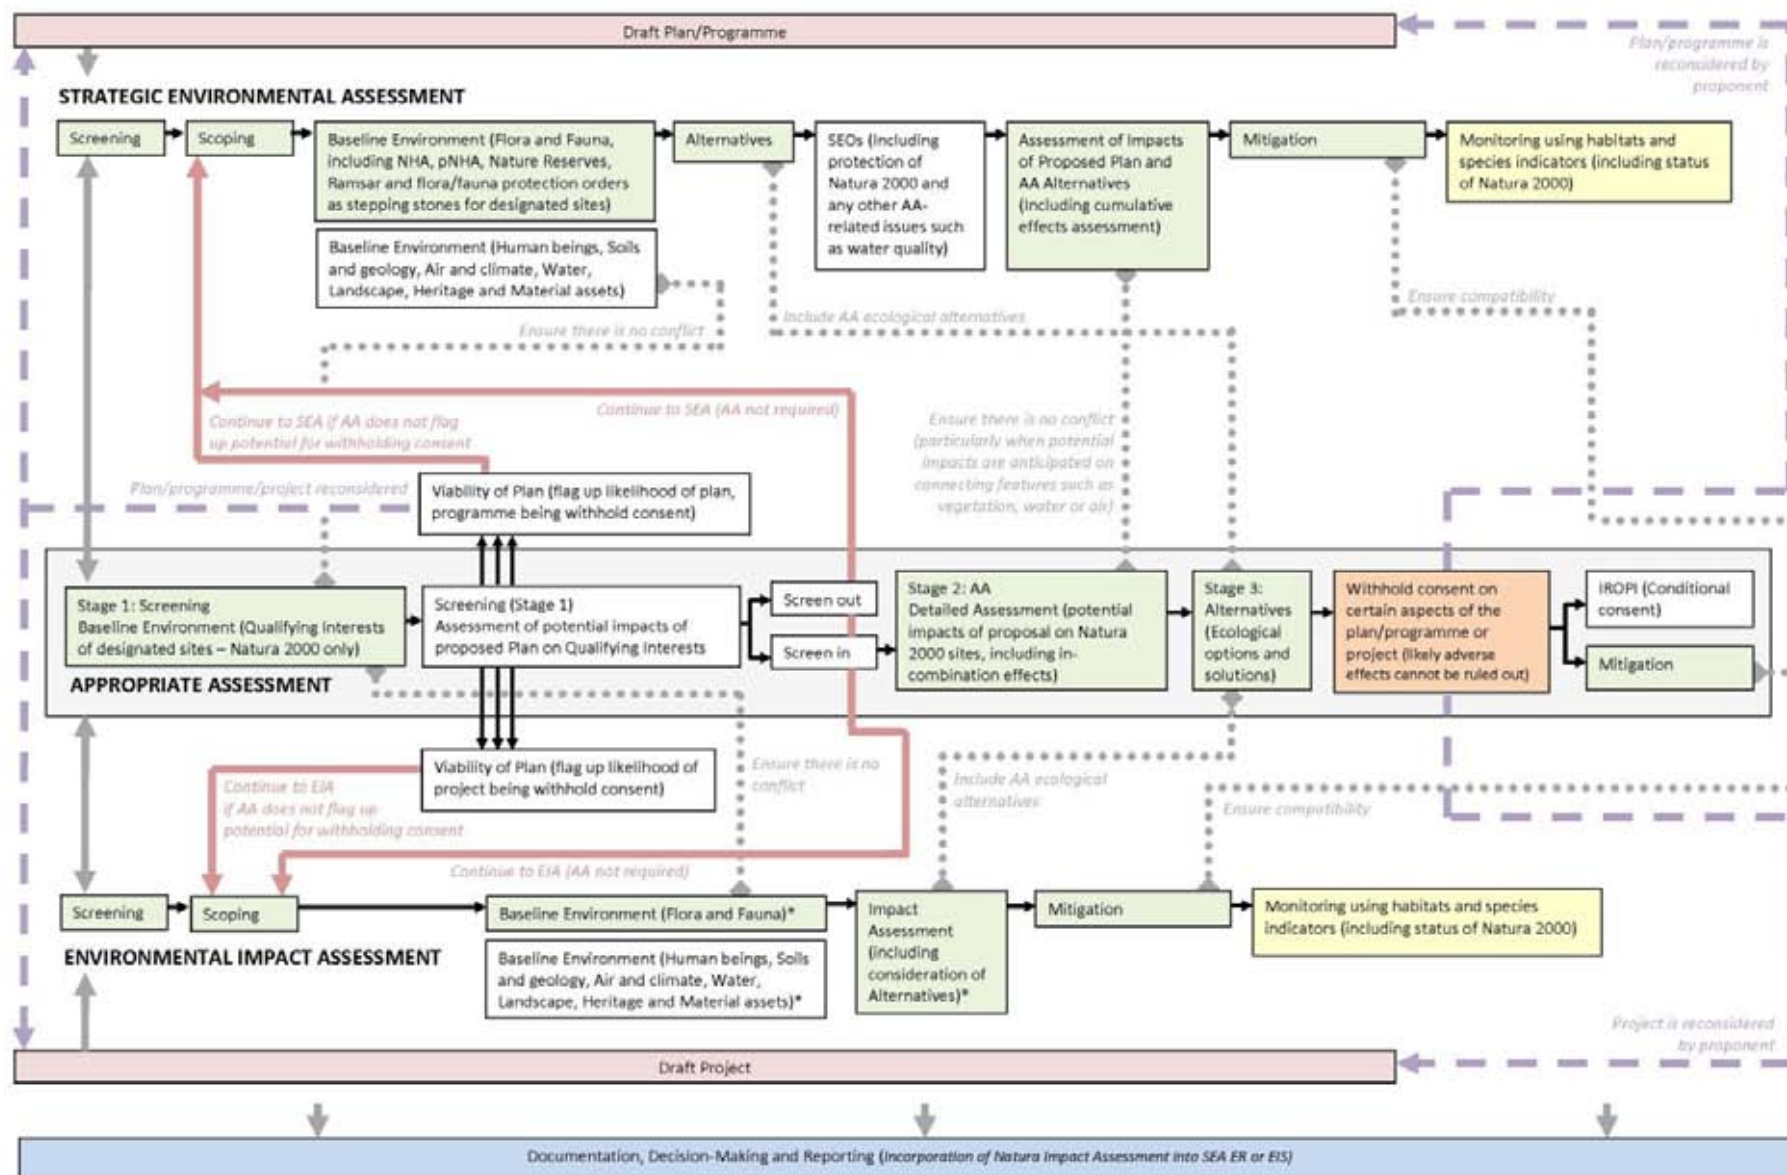 Draft Plan/Programme
Plan/programme is
reconsidered by
proponent
STRATEGIC ENVIRONMENTAL ASSESSMENT
Screening
Scoping
Baseline Environment (Flora and Fauna,
including NHA, pNHA, Nature Reserves,
Ramsar and flora/fauna protection orders
as stepping stones for designated sites)
Baseline Environment (Human beings, Soils
and geology, Air and climate, Water,
Landscape, Heritage and Material assets)
Alternatives
SEOs (Including
protection of
Natura 2000 and
any other AA-
related issues such
as water quality)
Assessment of Impacts
of Proposed Plan and
AA Alternatives
(Including cumulative
effects assessment)
Mitigation
Monitoring using habitats and
species indicators (including status
of Natura 2000)
Ensure there is no conflict
Include AA ecological alternatives
Ensure compatibility
Continue to SEA if AA does not flag
up potential for withholding consent
Continue to SEA (AA not required)
Ensure there is no conflict
(particularly when potential
impacts are anticipated on
connecting features such as
vegetation, water or air)
Plan/programme/project reconsidered
Viability of Plan (flag up likelihood of plan,
programme being withhold consent)
Stage 1: Screening
Baseline Environment (Qualifying Interests
of designated sites – Natura 2000 only)
APPROPRIATE ASSESSMENT
Screening (Stage 1)
Assessment of potential impacts of
proposed Plan on Qualifying Interests
Screen out
Screen in
Stage 2: AA
Detailed Assessment (potential
impacts of proposal on Natura
2000 sites, including in-
combination effects)
Stage 3:
Alternatives
(Ecological
options and
solutions)
Withhold consent on
certain aspects of the
plan/programme or
project (likely adverse
effects cannot be ruled out)
IROPI (Conditional
consent)
Mitigation
Viability of Plan (flag up likelihood of
project being withhold consent)
Continue to EIA
if AA does not flag up
potential for withholding consent
Ensure there is no
conflict
Include AA ecological
alternatives
Ensure compatibility
Continue to EIA (AA not required)
Screening
Scoping
Baseline Environment (Flora and Fauna)*
Baseline Environment (Human beings, Soils
and geology, Air and climate, Water,
Landscape, Heritage and Material assets)*
Impact
Assessment
(including
consideration of
Alternatives)*
Mitigation
Monitoring using habitats and species
indicators (including status of Natura 2000)
ENVIRONMENTAL IMPACT ASSESSMENT
Project is reconsidered
by proponent
Draft Project
Documentation, Decision-Making and Reporting (Incorporation of Natura Impact Assessment into SEA ER or EIS)